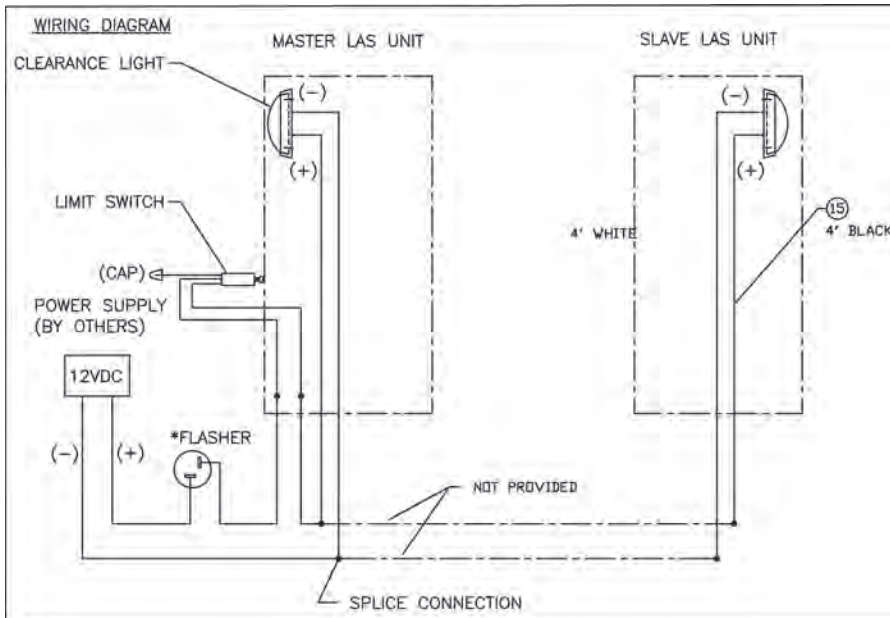 WIRING DIAGRAM
MASTER LAS UNIT
SLAVE LAS UNIT
CLEARANCE LIGHT
(-)
(-)
(+)
(+)
LIMIT SWITCH
15
4' WHITE
4' BLACK
(CAP)
POWER SUPPLY
(BY OTHERS)
12VDC
*FLASHER
(-)
(+)
NOT PROVIDED
SPLICE CONNECTION